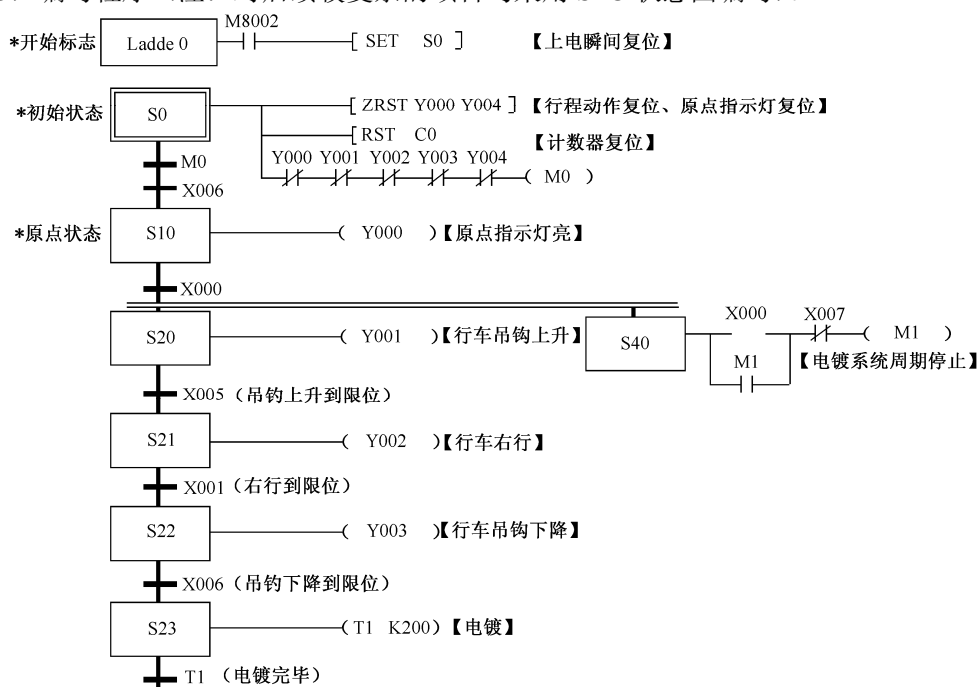 *开始标志 Ladde 0 M8002 [ SET S0 ] 【上电瞬间复位】
*初始状态 S0 [ ZRST Y000 Y004 ] 【行程动作复位、原点指示灯复位】
[ RST C0 【计数器复位】
Y000 Y001 Y002 Y003 Y004
( M0 )
M0
X006
*原点状态 S10 ( Y000 )【原点指示灯亮】
X000
S20 ( Y001 )【行车吊钩上升】 S40 X000 X007 ( M1 )
M1 【电镀系统周期停止】
X005（吊钩上升到限位）
S21 ( Y002 )【行车右行】
X001（右行到限位）
S22 ( Y003 )【行车吊钩下降】
X006（吊钩下降到限位）
S23 ( T1 K200 )【电镀】
T1（电镀完毕）